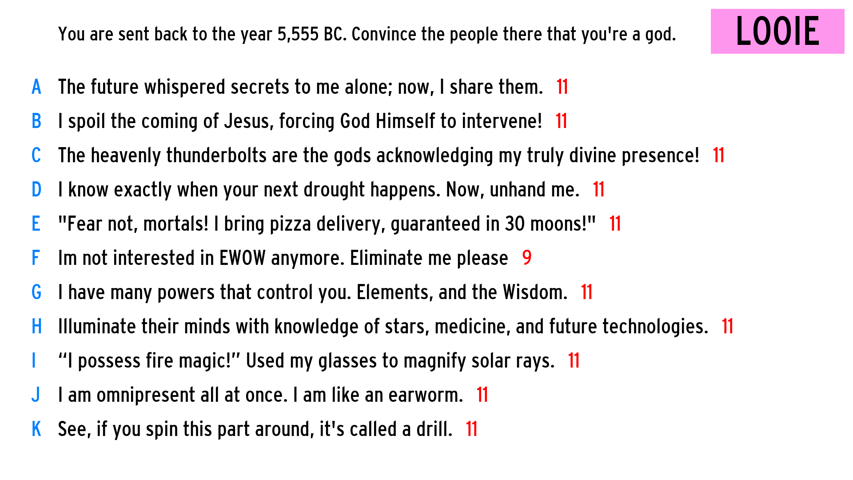 You are sent back to the year 5,555 BC. Convince the people there that you're a god.
LOOIE
A The future whispered secrets to me alone; now, I share them. 11
B I spoil the coming of Jesus, forcing God Himself to intervene! 11
C The heavenly thunderbolts are the gods acknowledging my truly divine presence! 11
D I know exactly when your next drought happens. Now, unhand me. 11
E "Fear not, mortals! I bring pizza delivery, guaranteed in 30 moons!" 11
F Im not interested in EWOW anymore. Eliminate me please 9
G I have many powers that control you. Elements, and the Wisdom. 11
H Illuminate their minds with knowledge of stars, medicine, and future technologies. 11
I “I possess fire magic!” Used my glasses to magnify solar rays. 11
J I am omnipresent all at once. I am like an earworm. 11
K See, if you spin this part around, it's called a drill. 11